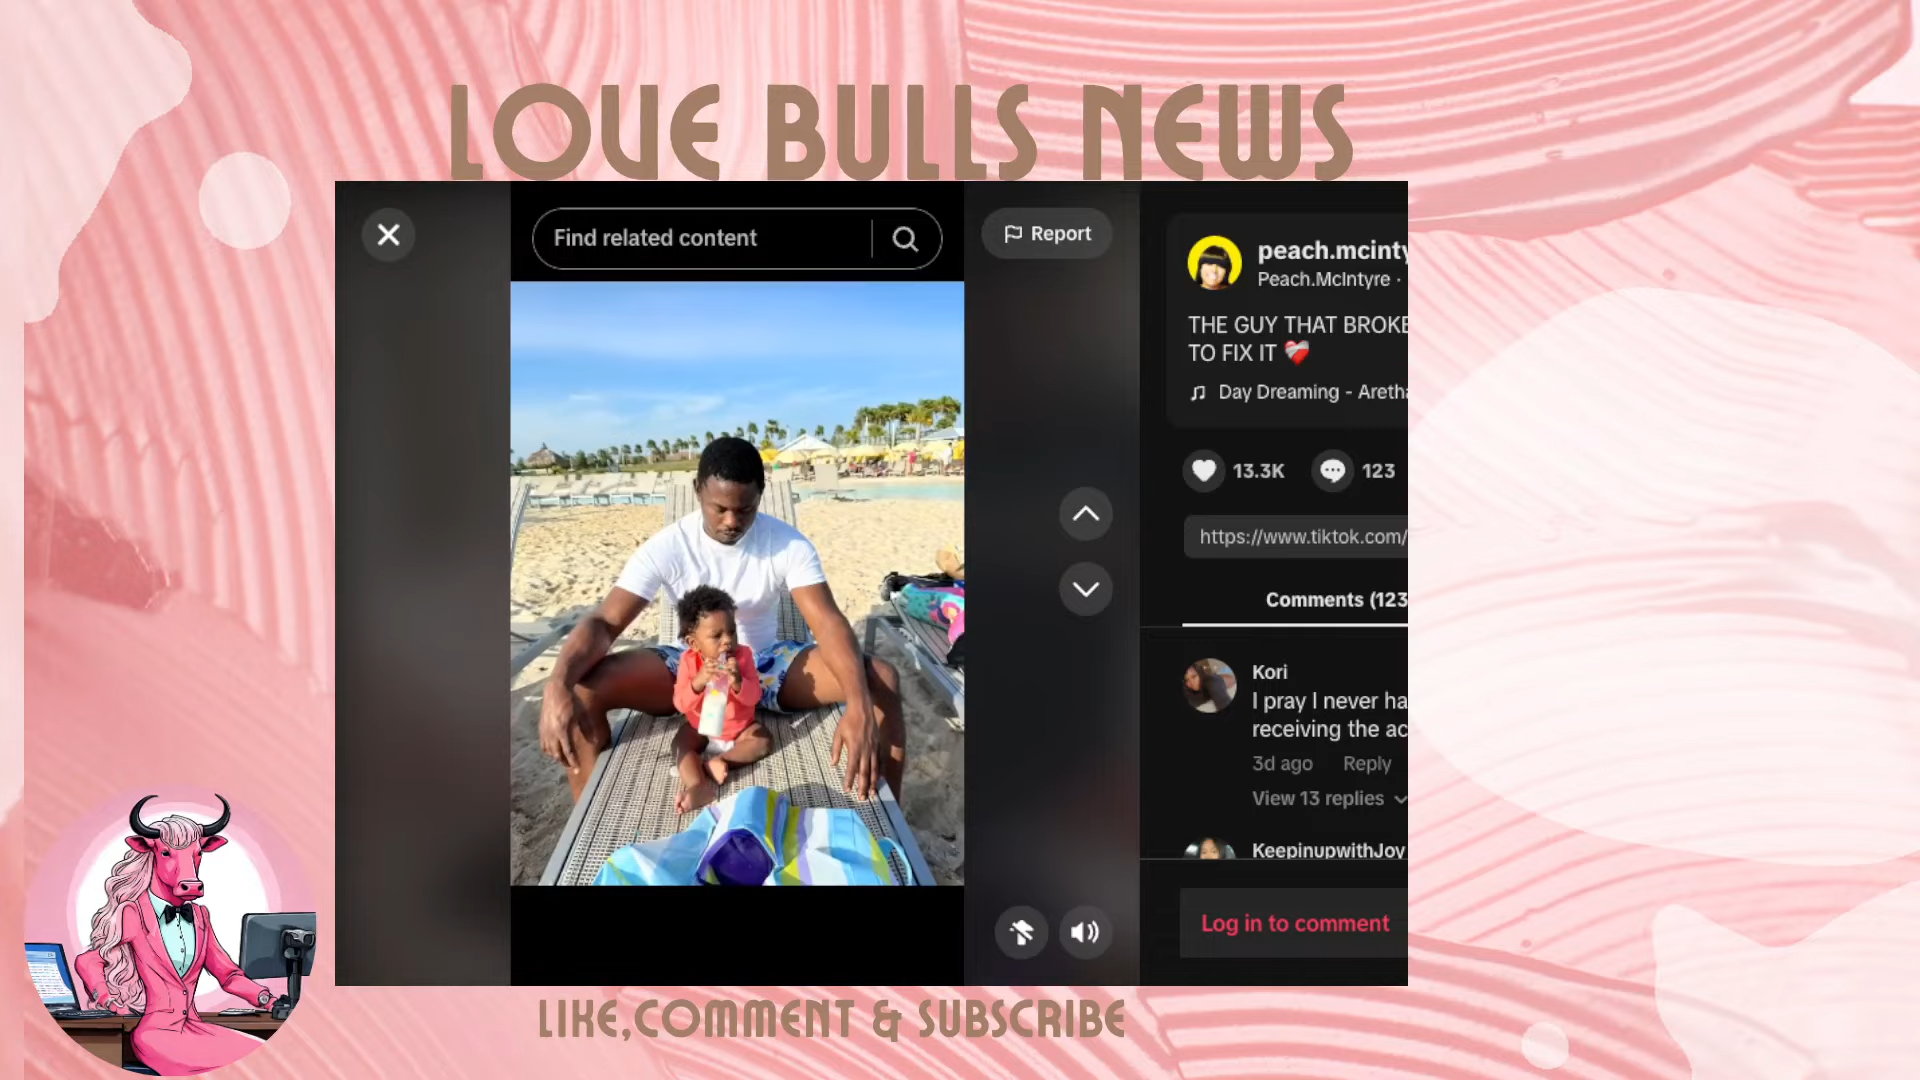 LOVE BULLS NEWS
Find related content
Report
peach.mcinty
Peach.McIntyre ·
THE GUY THAT BROKE
TO FIX IT
Day Dreaming - Aretha
13.3K
123
https://www.tiktok.com/
Comments (123
Kori
I pray I never ha
receiving the ac
3d ago Reply
View 13 replies
KeepinupwithJoy
Log in to comment
LIKE,COMMENT & SUBSCRIBE